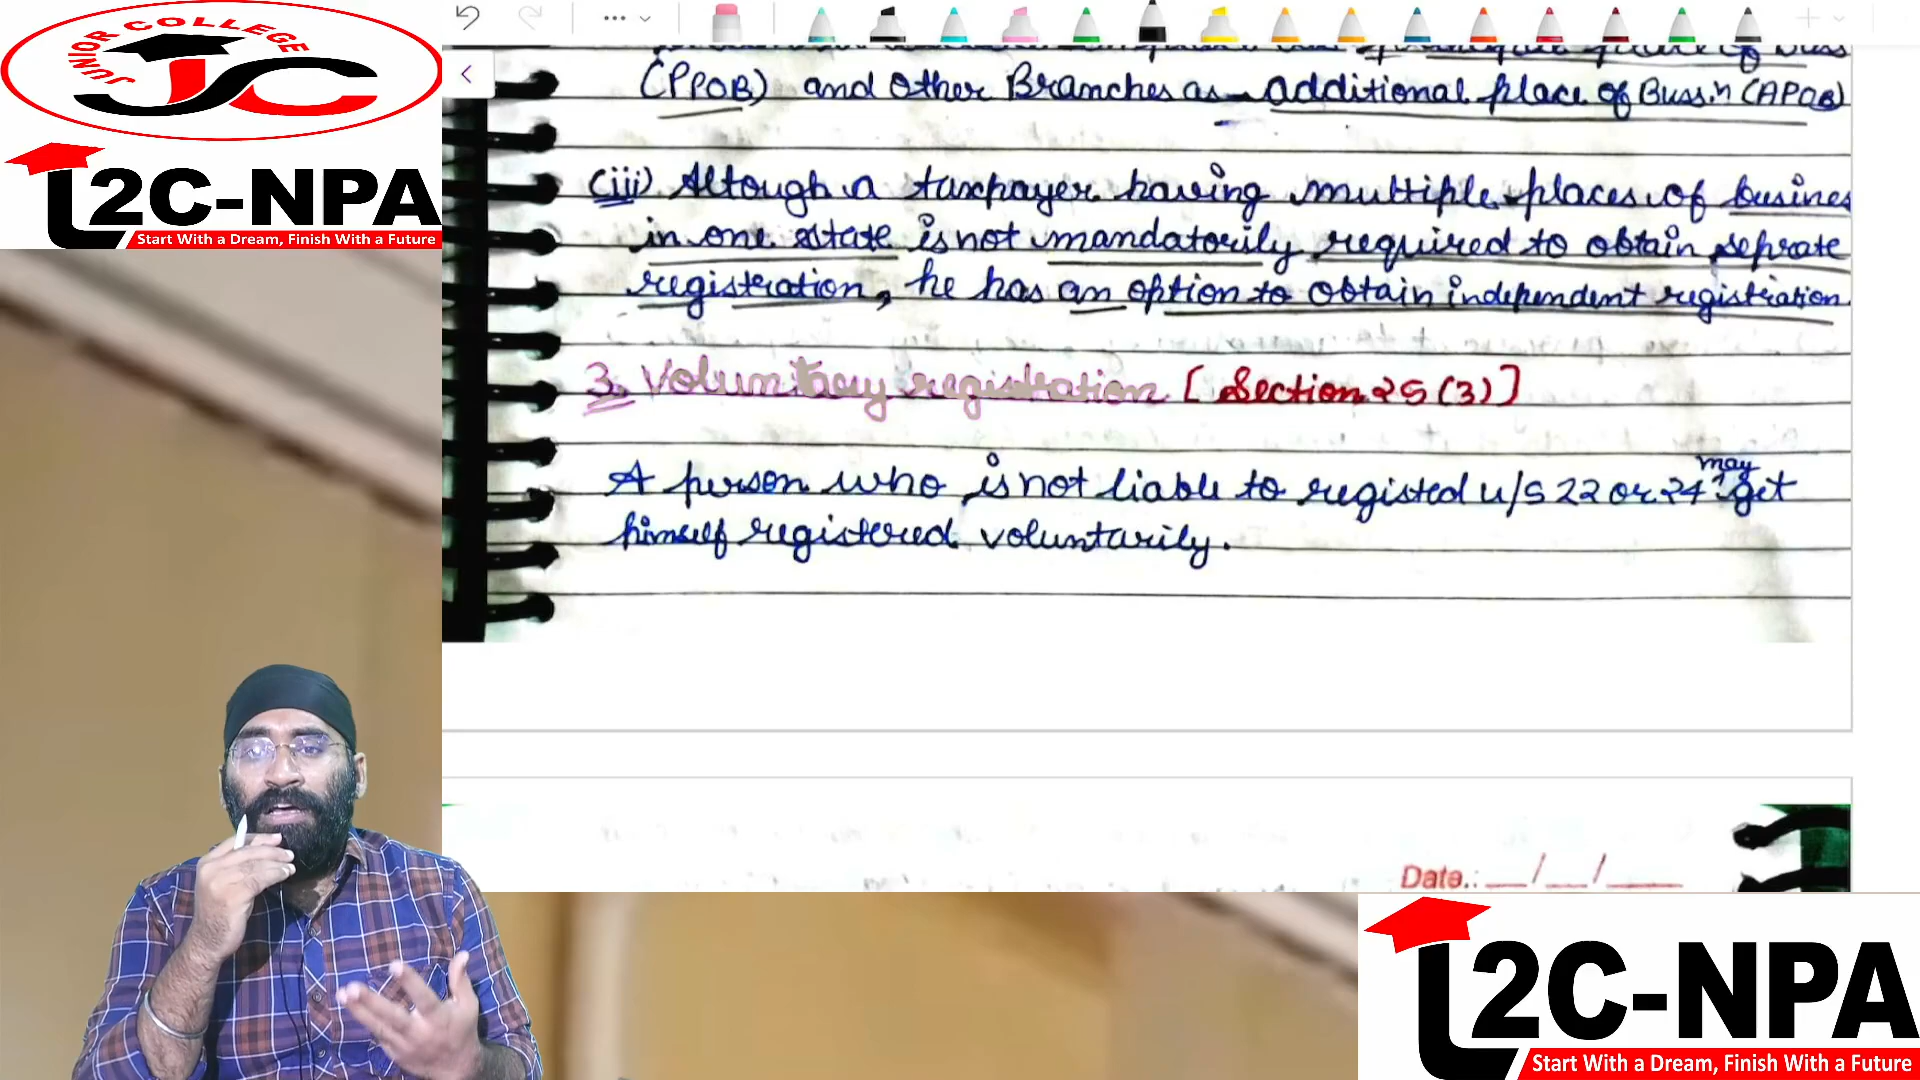 JUNIOR COLLEGE
JC
L2C-NPA
Start With a Dream, Finish With a Future
(PPOB) and Other Branches as additional place of Buss.n (APOB)
(iii) Altough a taxpayer having multiple places of busines
in one state is not mandatorily required to obtain seprate
registration, he has an option to obtain independent registration
3. Voluntary registration [Section 25(3)]
may
A person who is not liable to registed u/s 22 or 24 get
himself registered voluntarily.
Date.: __/__/____
L2C-NPA
Start With a Dream, Finish With a Future